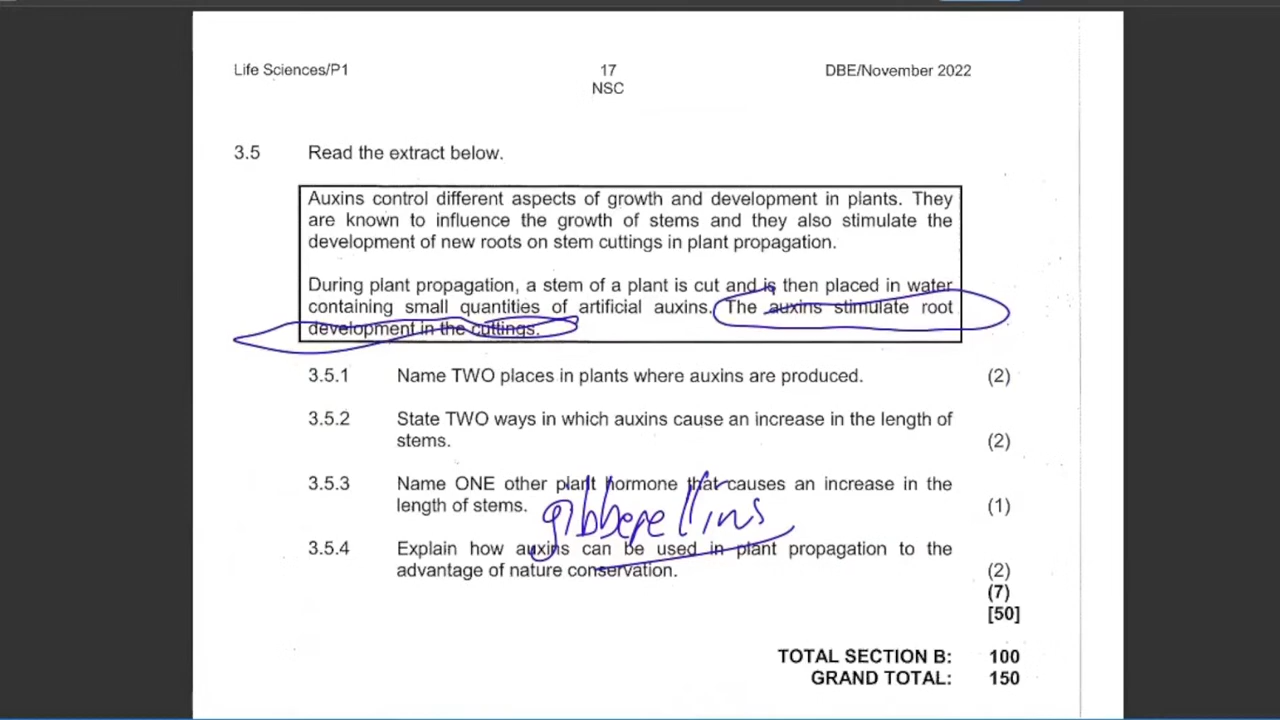 Life Sciences/P1 17 DBE/November 2022
NSC
3.5 Read the extract below.
Auxins control different aspects of growth and development in plants. They
are known to influence the growth of stems and they also stimulate the
development of new roots on stem cuttings in plant propagation.
During plant propagation, a stem of a plant is cut and is then placed in water
containing small quantities of artificial auxins. The auxins stimulate root
development in the cuttings.
3.5.1 Name TWO places in plants where auxins are produced. (2)
3.5.2 State TWO ways in which auxins cause an increase in the length of
stems. (2)
3.5.3 Name ONE other plant hormone that causes an increase in the
length of stems. (1)
gibberellins
3.5.4 Explain how auxins can be used in plant propagation to the
advantage of nature conservation. (2)
(7)
[50]
TOTAL SECTION B: 100
GRAND TOTAL: 150